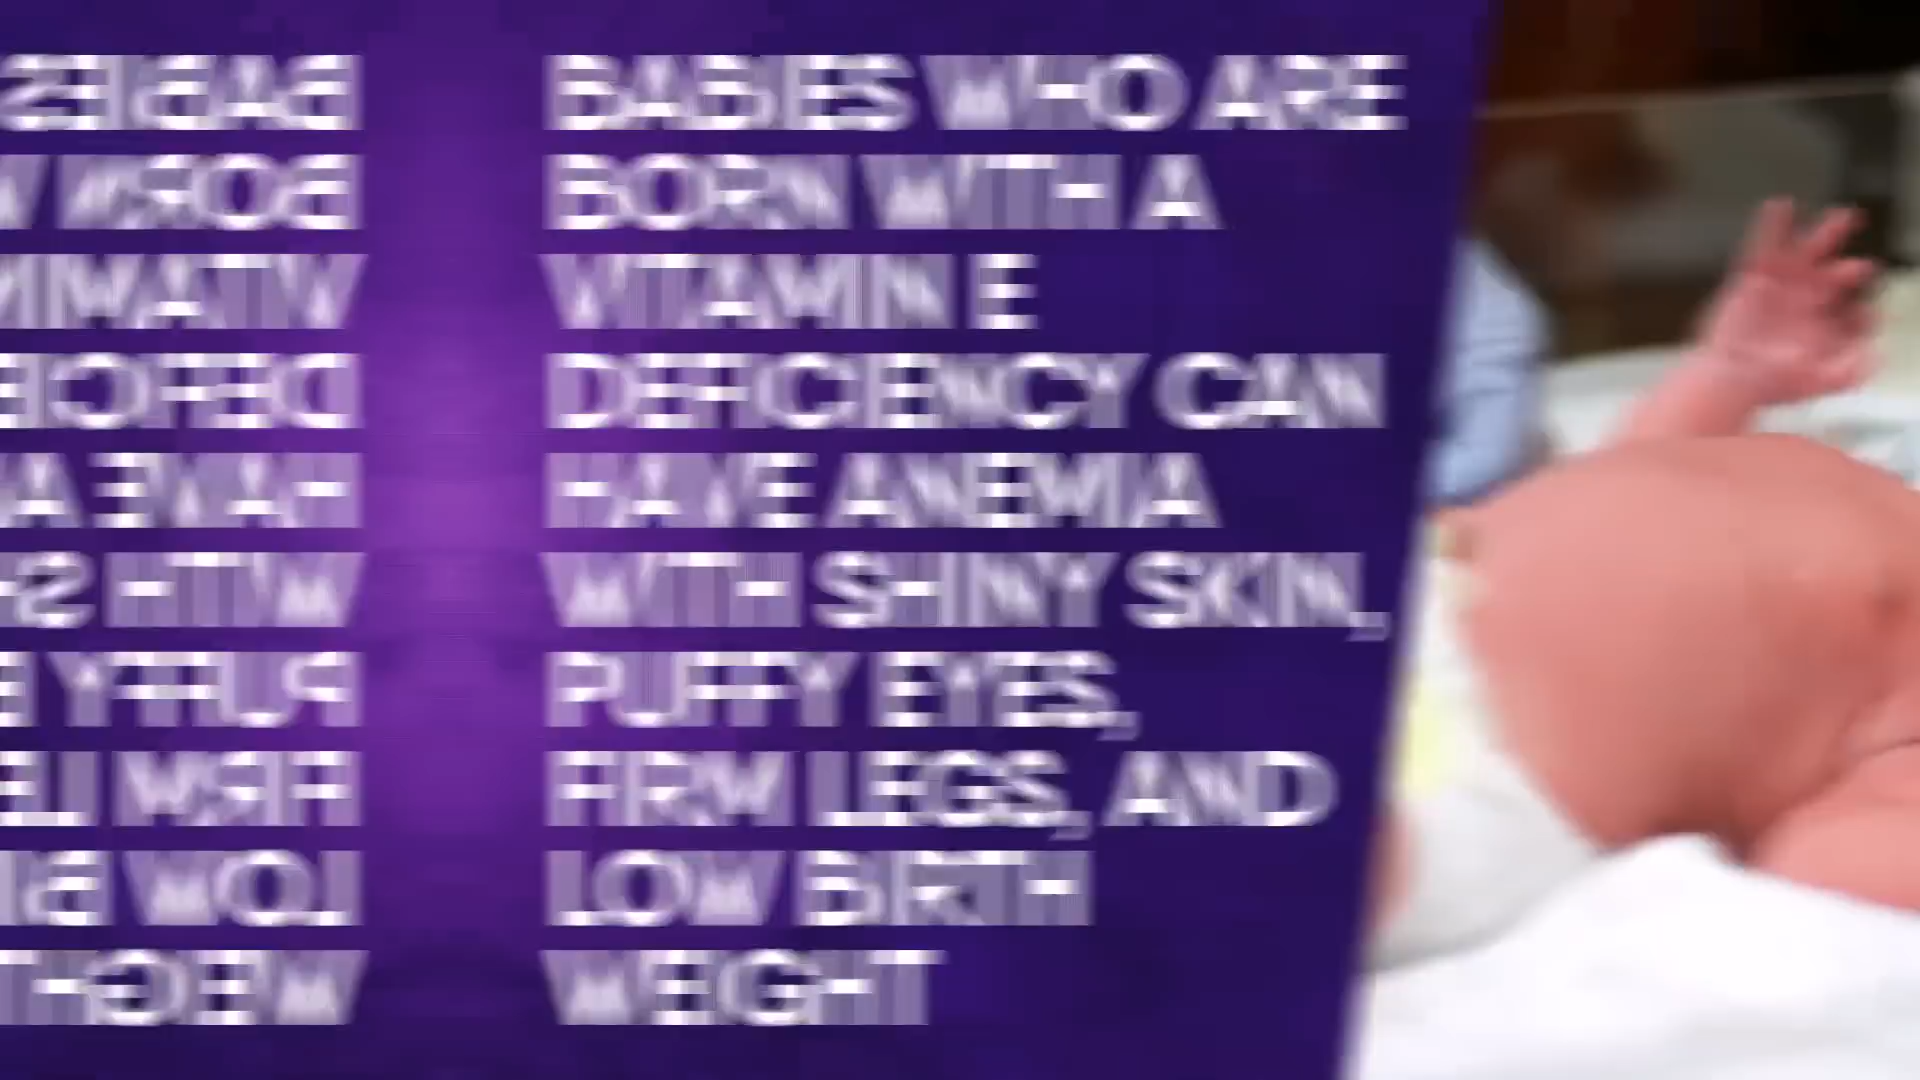 BABIES WHO ARE
BORN WITH A
VITAMIN E
DEFICIENCY CAN
HAVE ANEMIA
WITH SHINY SKIN,
PUFFY EYES,
FIRM LEGS, AND
LOW BIRTH
WEIGHT